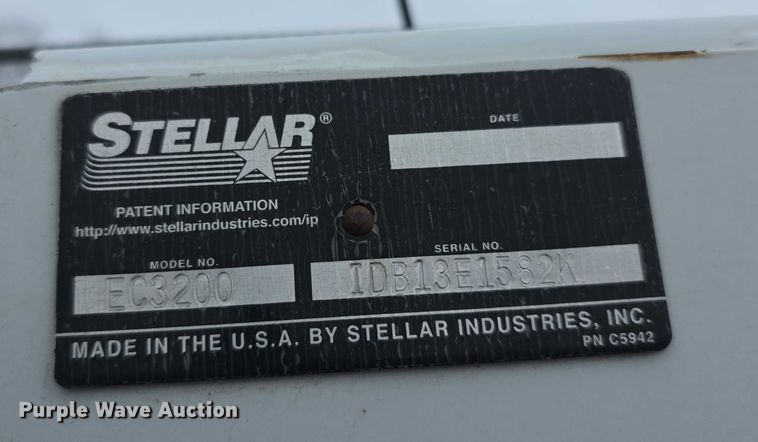 STELLAR®
DATE
PATENT INFORMATION
http://www.stellarindustries.com/ip
MODEL NO.
SERIAL NO.
EC3200
IDB13E1582K
MADE IN THE U.S.A. BY STELLAR INDUSTRIES, INC.
PN C5942
Purple Wave Auction